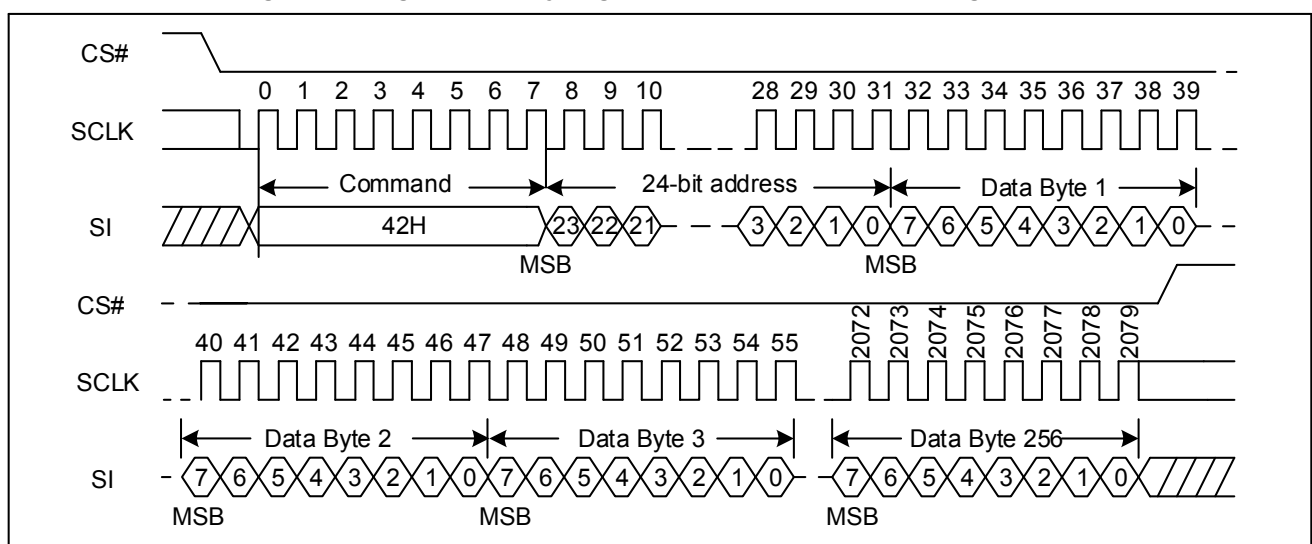 CS#
0 1 2 3 4 5 6 7 8 9 10 28 29 30 31 32 33 34 35 36 37 38 39
SCLK
Command 24-bit address Data Byte 1
SI 42H 23 22 21 3 2 1 0 7 6 5 4 3 2 1 0
MSB MSB
CS#
40 41 42 43 44 45 46 47 48 49 50 51 52 53 54 55 2072 2073 2074 2075 2076 2077 2078 2079
SCLK
Data Byte 2 Data Byte 3 Data Byte 256
SI 7 6 5 4 3 2 1 0 7 6 5 4 3 2 1 0 7 6 5 4 3 2 1 0
MSB MSB MSB